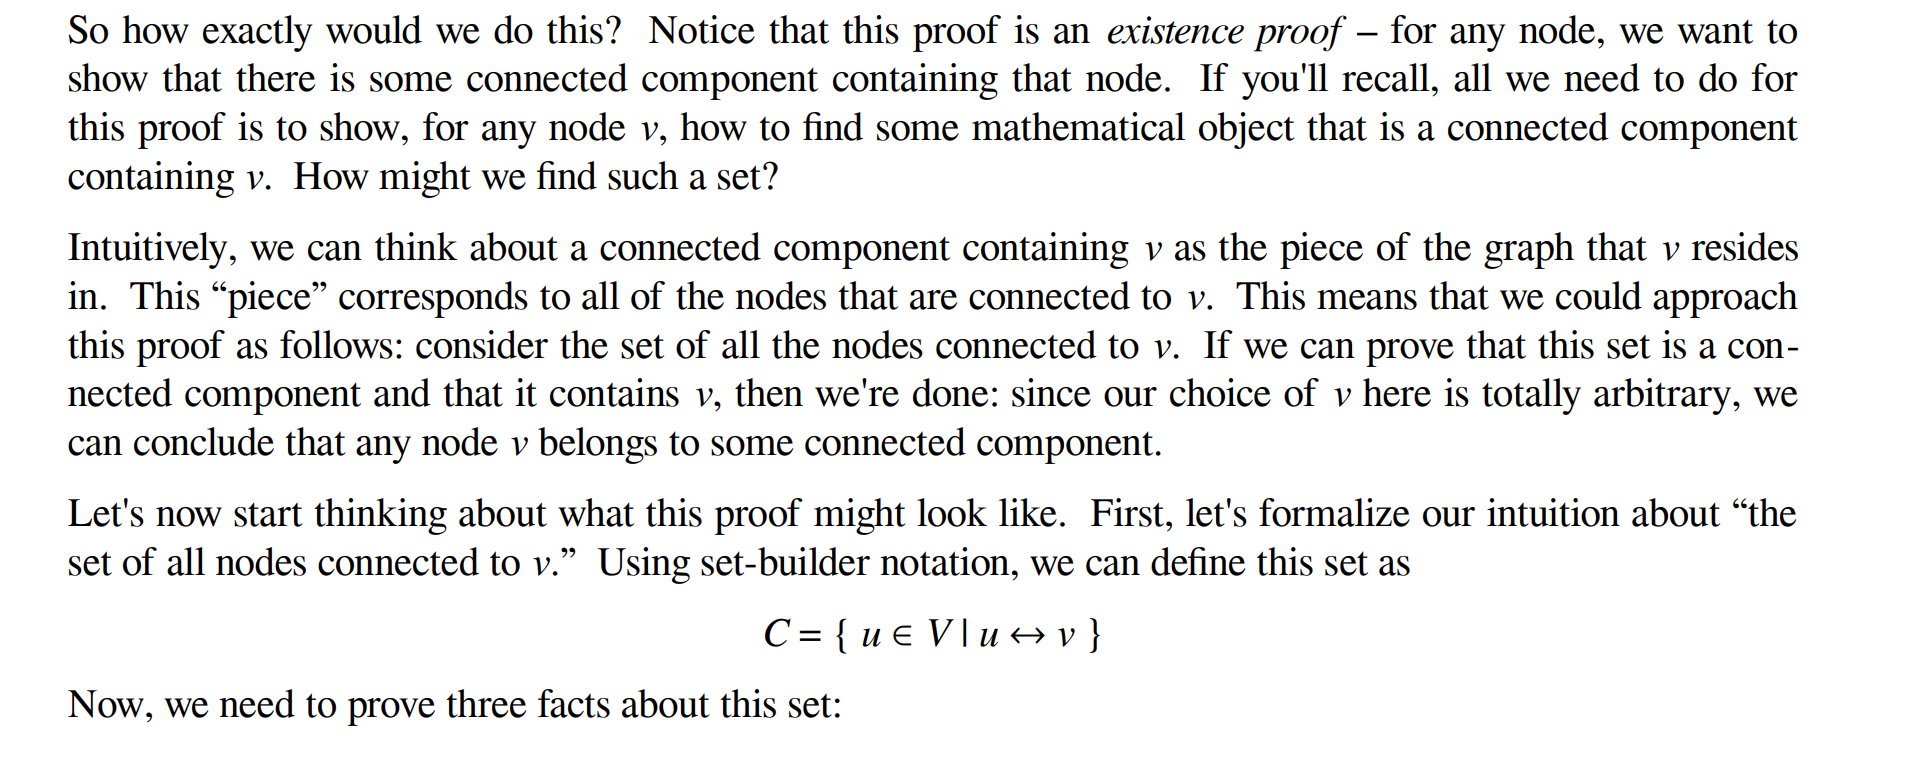 So how exactly would we do this?  Notice that this proof is an existence proof – for any node, we want to
show that there is some connected component containing that node.  If you'll recall, all we need to do for
this proof is to show, for any node v, how to find some mathematical object that is a connected component
containing v.  How might we find such a set?
Intuitively, we can think about a connected component containing v as the piece of the graph that v resides
in.  This “piece” corresponds to all of the nodes that are connected to v.  This means that we could approach
this proof as follows: consider the set of all the nodes connected to v.  If we can prove that this set is a con-
nected component and that it contains v, then we're done: since our choice of v here is totally arbitrary, we
can conclude that any node v belongs to some connected component.
Let's now start thinking about what this proof might look like.  First, let's formalize our intuition about “the
set of all nodes connected to v.”  Using set-builder notation, we can define this set as
C = { u ∈ V | u ↔ v }
Now, we need to prove three facts about this set: